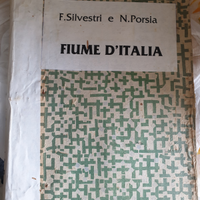 F.Silvestri e N.Porsia
FIUME D'ITALIA